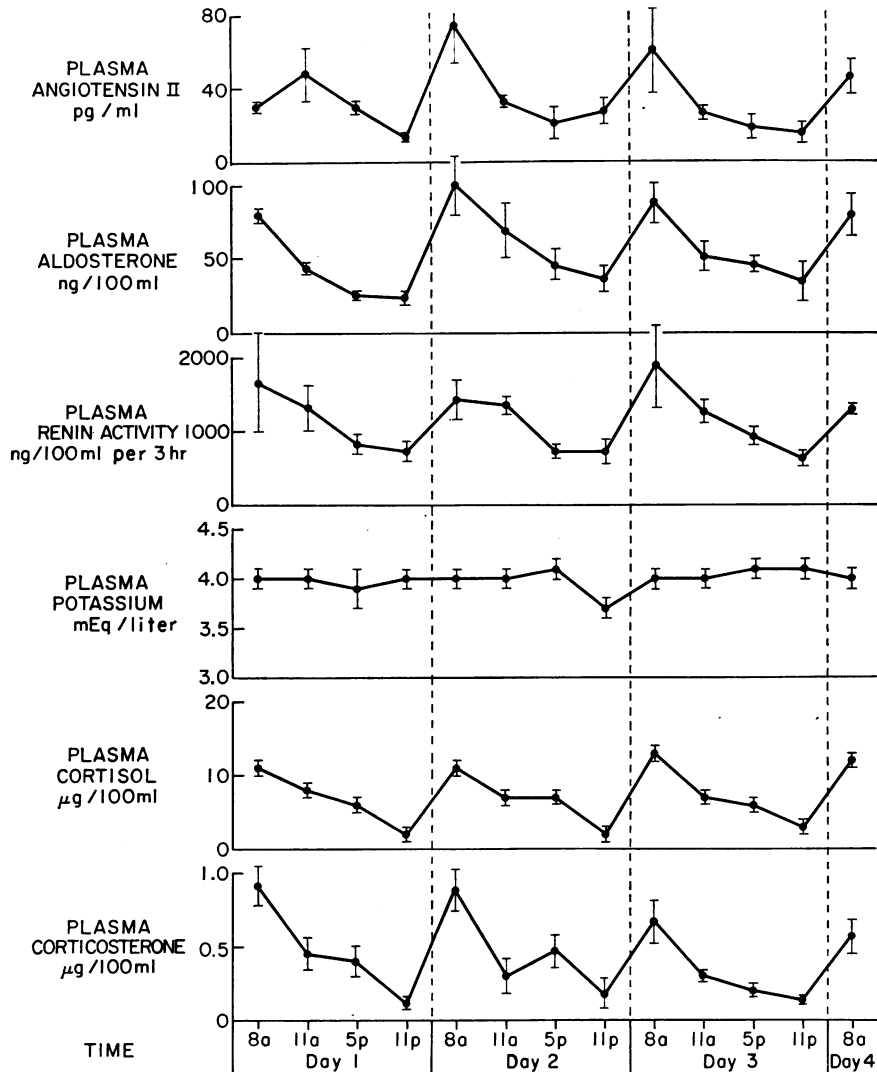 PLASMA
ANGIOTENSIN II
pg / ml
80
40
0
PLASMA
ALDOSTERONE
ng/100ml
100
50
0
PLASMA
RENIN ACTIVITY
ng/100ml per 3hr
2000
1000
0
PLASMA
POTASSIUM
mEq /liter
4.5
4.0
3.5
3.0
PLASMA
CORTISOL
μg /100ml
20
10
0
PLASMA
CORTICOSTERONE
μg /100ml
1.0
0.5
0
TIME
8a 11a 5p 11p 8a 11a 5p 11p 8a 11a 5p 11p 8a
Day 1 Day 2 Day 3 Day 4